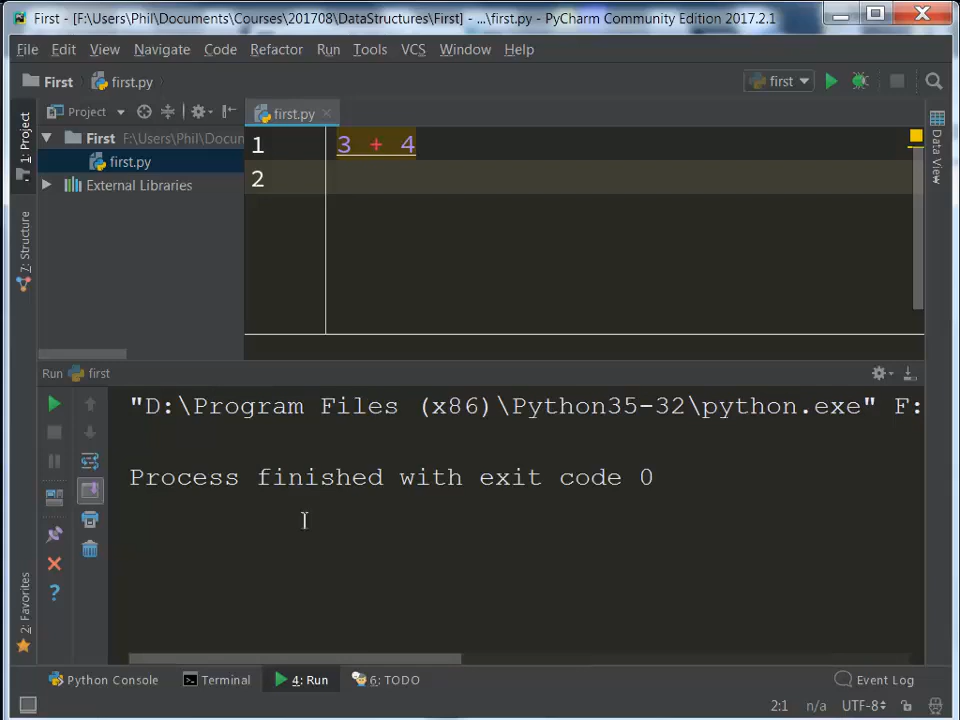 First - [F:\Users\Phil\Documents\Courses\201708\DataStructures\First] - ...\first.py - PyCharm Community Edition 2017.2.1
File Edit View Navigate Code Refactor Run Tools VCS Window Help
First first.py first
Project first.py
1: Project
First F:\Users\Phil\Docun
first.py
External Libraries
7: Structure
2: Favorites
1 3 + 4
2
Data View
Run first
"D:\Program Files (x86)\Python35-32\python.exe" F:
Process finished with exit code 0
Python Console Terminal 4: Run 6: TODO Event Log
2:1 n/a UTF-8